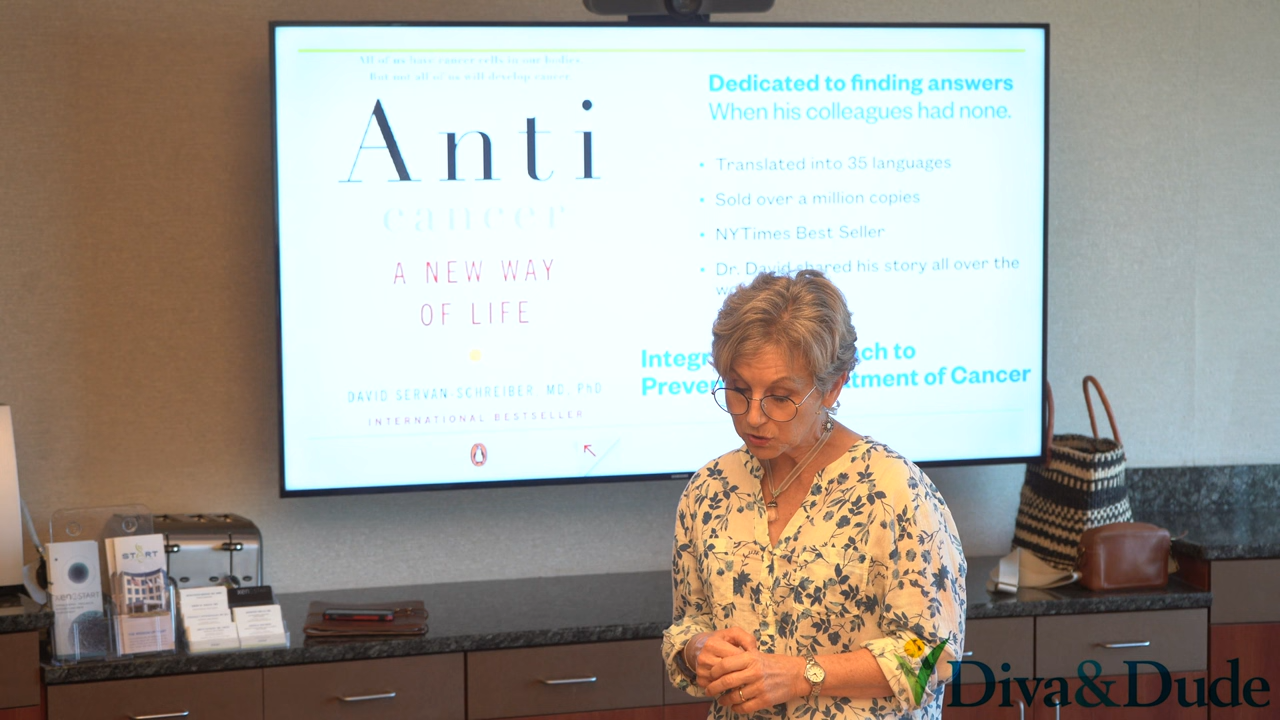 All of us have cancer cells in our bodies.
But not all of us will develop cancer.
Anti
cancer
A NEW WAY
OF LIFE
DAVID SERVAN-SCHREIBER, MD, PhD
INTERNATIONAL BESTSELLER
Dedicated to finding answers
When his colleagues had none.
• Translated into 35 languages
• Sold over a million copies
• NYTimes Best Seller
• Dr. David shared his story all over the
Integr ch to
Preve tment of Cancer
START
START
Diva&Dude